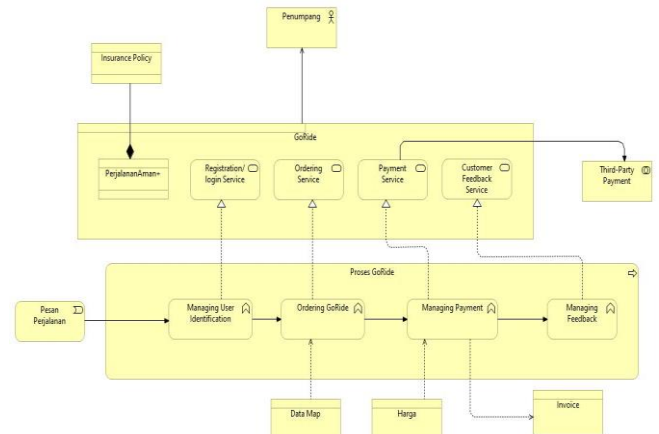 Penumpang
Insurance Policy
GoRide
PerjalananAman+
Registration/
login Service
Ordering
Service
Payment
Service
Customer
Feedback
Service
Third-Party
Payment
Proses GoRide
Pesan
Perjalanan
Managing User
Identification
Ordering GoRide
Managing Payment
Managing
Feedback
Data Map
Harga
Invoice